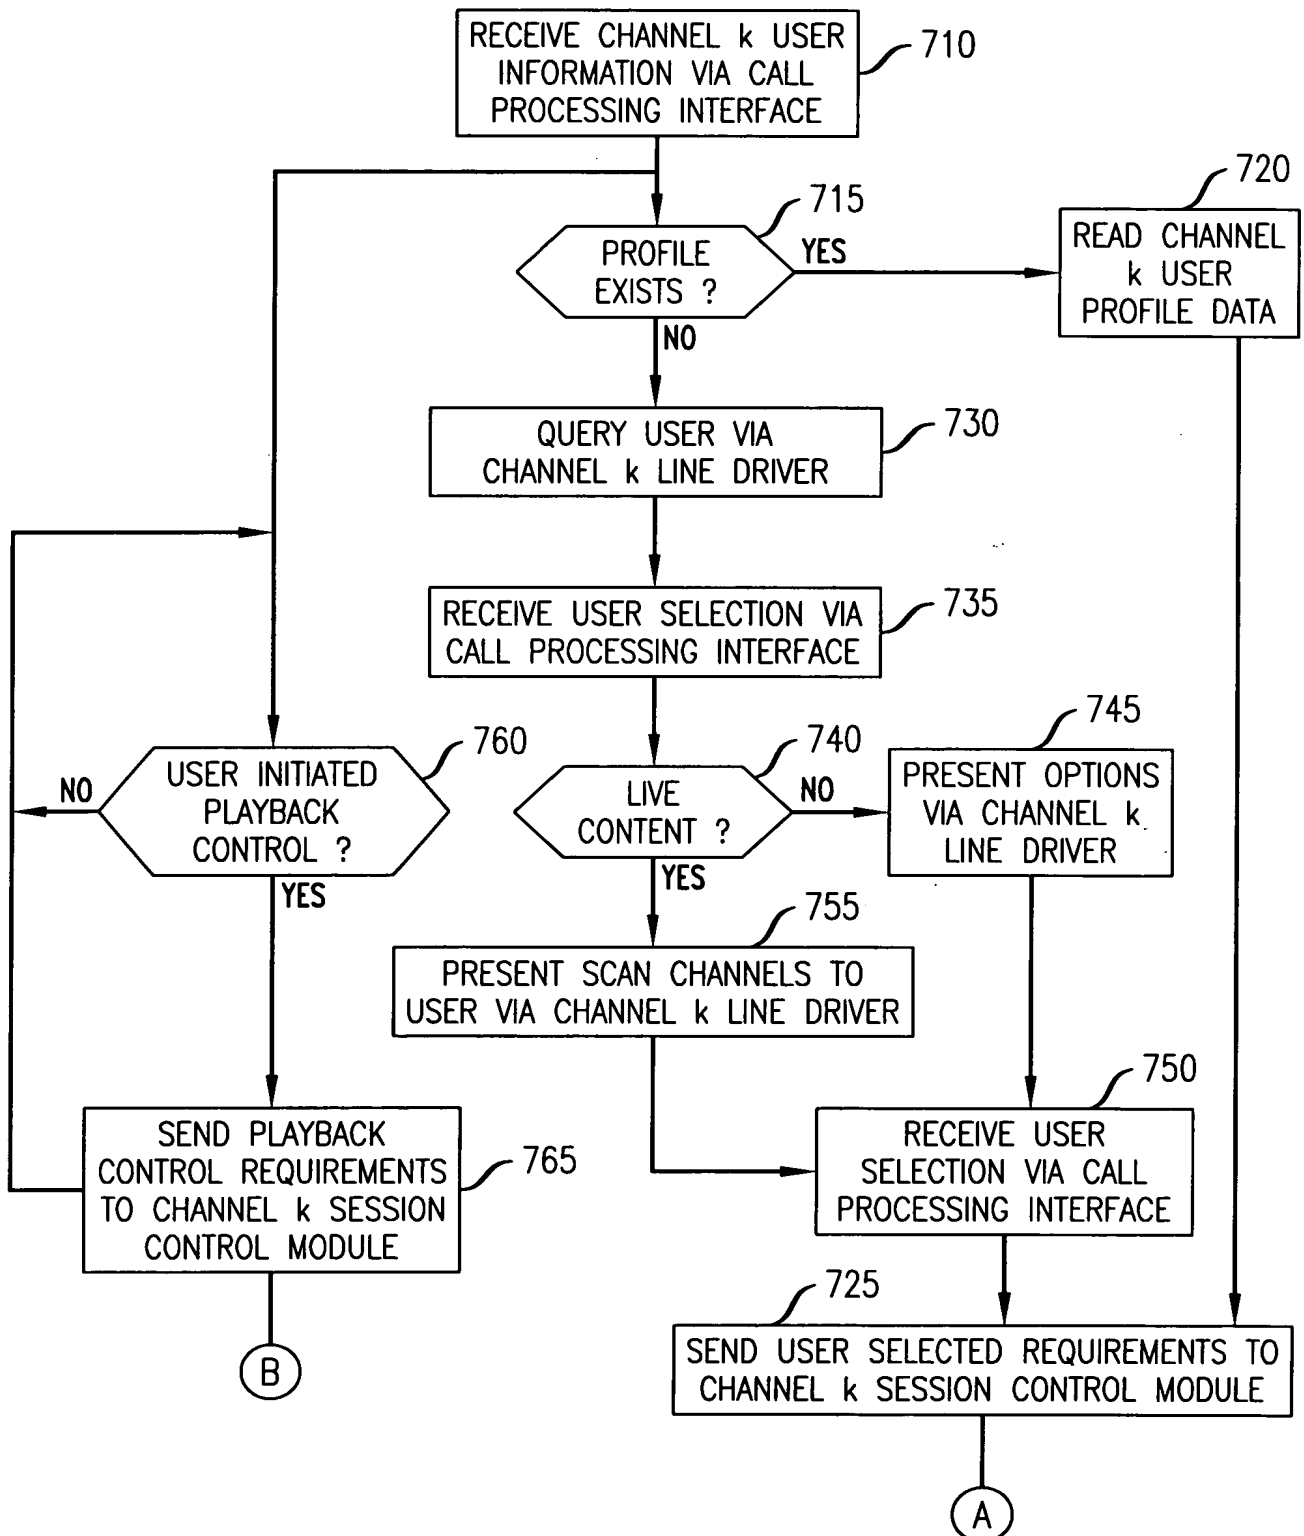 RECEIVE CHANNEL k USER
INFORMATION VIA CALL
PROCESSING INTERFACE
710
715
PROFILE
EXISTS ?
YES
NO
720
READ CHANNEL
k USER
PROFILE DATA
730
QUERY USER VIA
CHANNEL k LINE DRIVER
735
RECEIVE USER SELECTION VIA
CALL PROCESSING INTERFACE
760
USER INITIATED
PLAYBACK
CONTROL ?
NO
YES
740
LIVE
CONTENT ?
NO
YES
745
PRESENT OPTIONS
VIA CHANNEL k
LINE DRIVER
755
PRESENT SCAN CHANNELS TO
USER VIA CHANNEL k LINE DRIVER
750
RECEIVE USER
SELECTION VIA CALL
PROCESSING INTERFACE
SEND PLAYBACK
CONTROL REQUIREMENTS
TO CHANNEL k SESSION
CONTROL MODULE
765
B
725
SEND USER SELECTED REQUIREMENTS TO
CHANNEL k SESSION CONTROL MODULE
A